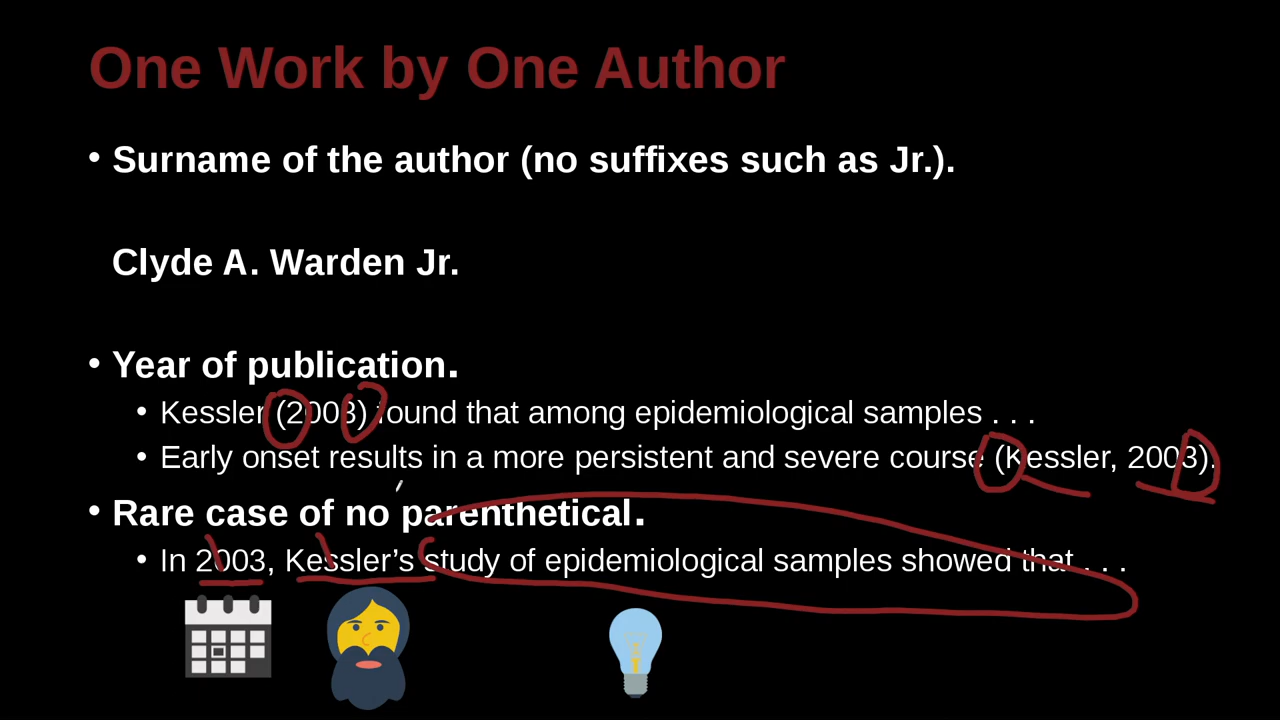 One Work by One Author
• Surname of the author (no suffixes such as Jr.).
Clyde A. Warden Jr.
• Year of publication.
• Kessler (2003) found that among epidemiological samples . . .
• Early onset results in a more persistent and severe course (Kessler, 2003).
• Rare case of no parenthetical.
• In 2003, Kessler’s study of epidemiological samples showed that . . .